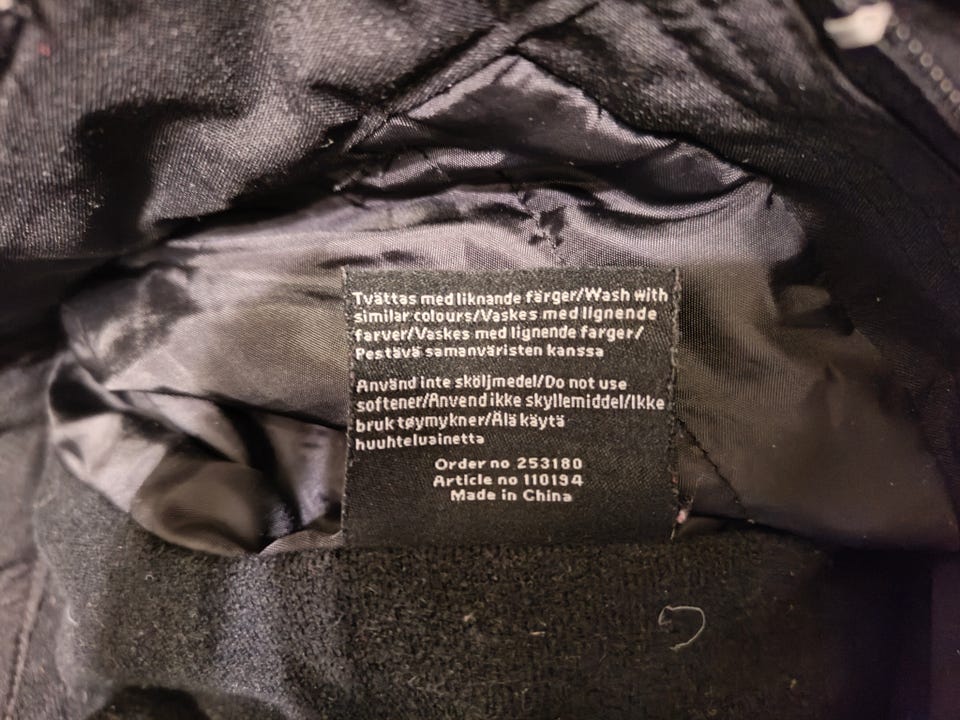 Tvättas med liknande färger/Wash with
similar colours/Vaskes med lignende
farver/Vaskes med lignende farger/
Pestävä samanväristen kanssa
Använd inte sköljmedel/Do not use
softener/Anvend ikke skyllemiddel/Ikke
bruk tøymykner/Älä käytä
huuhteluainetta
Order no 253180
Article no 110194
Made in China